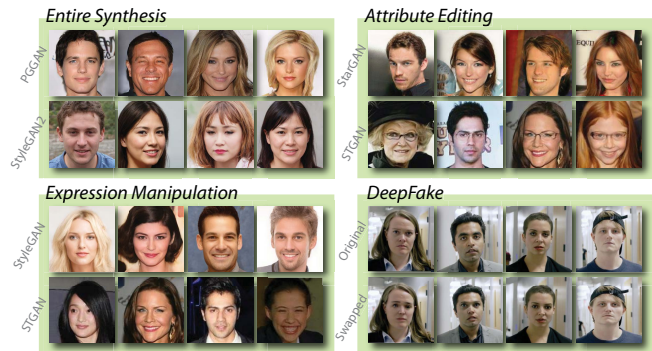 Entire Synthesis
PGGAN
StyleGAN2
Attribute Editing
StarGAN
STGAN
Expression Manipulation
StyleGAN
STGAN
DeepFake
Original
Swapped